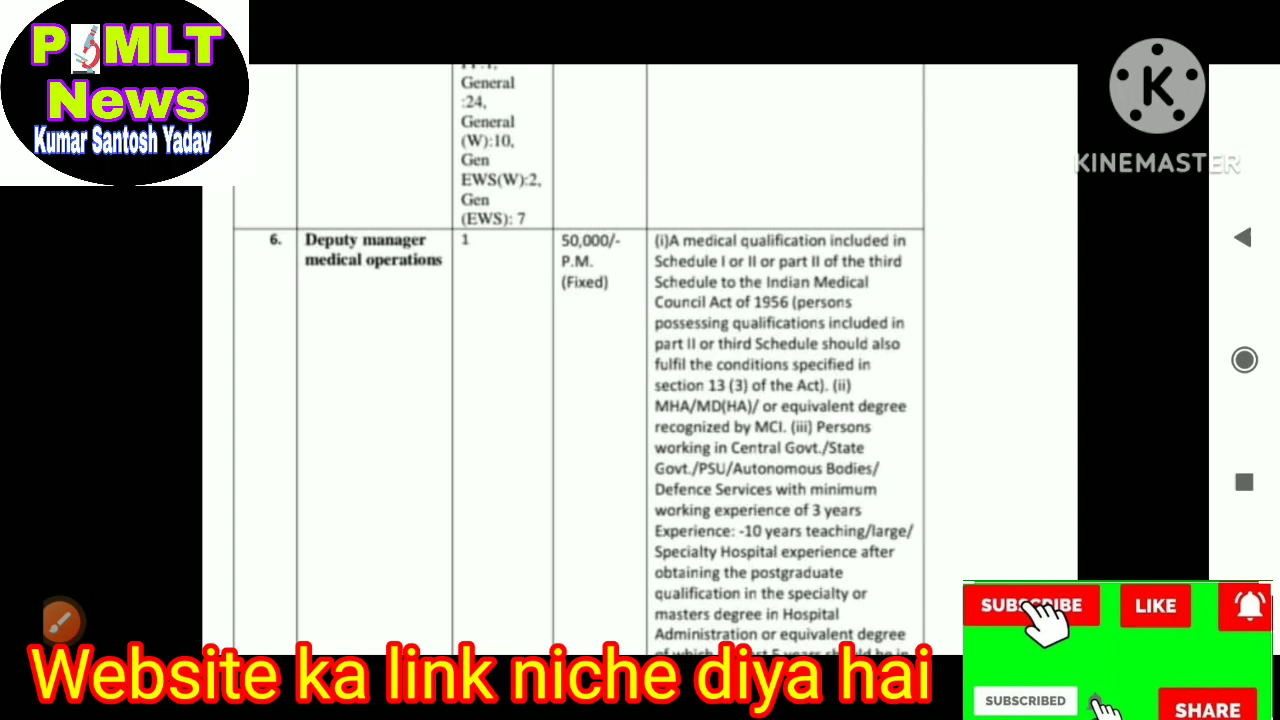 P MLT
News
Kumar Santosh Yadav
General
:24,
General
(W):10,
Gen
EWS(W):2,
Gen
(EWS): 7
6.
Deputy manager
medical operations
1
50,000/-
P.M.
(Fixed)
(i)A medical qualification included in
Schedule I or II or part II of the third
Schedule to the Indian Medical
Council Act of 1956 (persons
possessing qualifications included in
part II or third Schedule should also
fulfil the conditions specified in
section 13 (3) of the Act). (ii)
MHA/MD(HA)/ or equivalent degree
recognized by MCI. (iii) Persons
working in Central Govt./State
Govt./PSU/Autonomous Bodies/
Defence Services with minimum
working experience of 3 years
Experience: -10 years teaching/large/
Specialty Hospital experience after
obtaining the postgraduate
qualification in the specialty or
masters degree in Hospital
Administration or equivalent degree
K
KINEMASTER
SUBSCRIBE
LIKE
SUBSCRIBED
SHARE
Website ka link niche diya hai